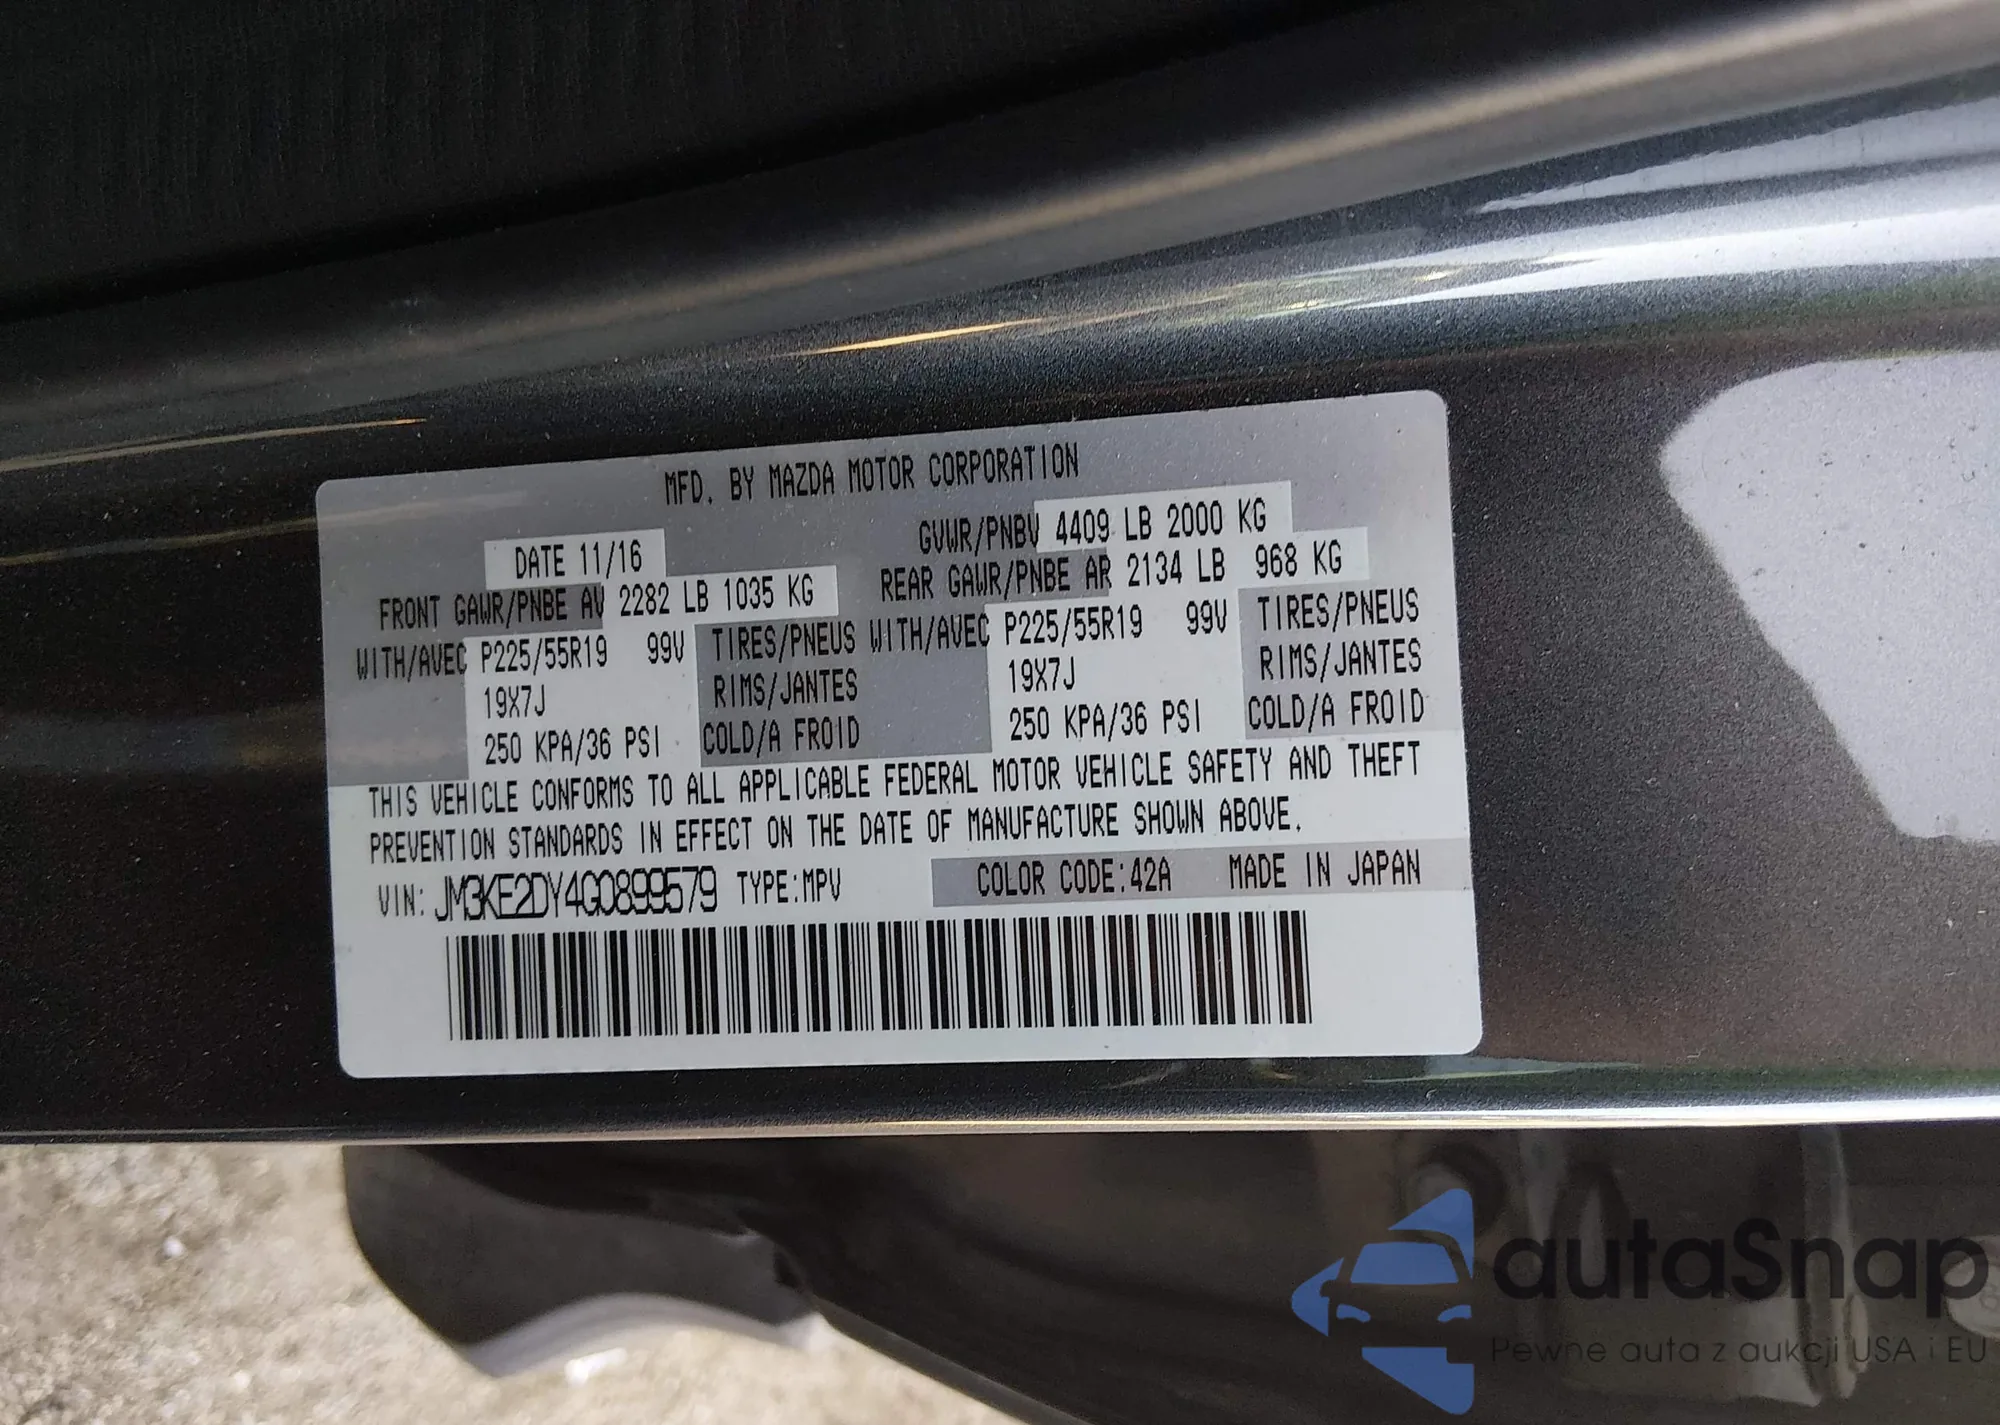 MFD. BY MAZDA MOTOR CORPORATION
DATE 11/16 GVWR/PNBV 4409 LB 2000 KG
FRONT GAWR/PNBE AV 2282 LB 1035 KG REAR GAWR/PNBE AR 2134 LB 968 KG
WITH/AVEC P225/55R19 99V TIRES/PNEUS WITH/AVEC P225/55R19 99V TIRES/PNEUS
19X7J RIMS/JANTES 19X7J RIMS/JANTES
250 KPA/36 PSI COLD/A FROID 250 KPA/36 PSI COLD/A FROID
THIS VEHICLE CONFORMS TO ALL APPLICABLE FEDERAL MOTOR VEHICLE SAFETY AND THEFT
PREVENTION STANDARDS IN EFFECT ON THE DATE OF MANUFACTURE SHOWN ABOVE.
VIN: JM3KE2DY4G0899579 TYPE:MPV COLOR CODE:42A MADE IN JAPAN
autaSnap
Pewne auta z aukcji USA i EU